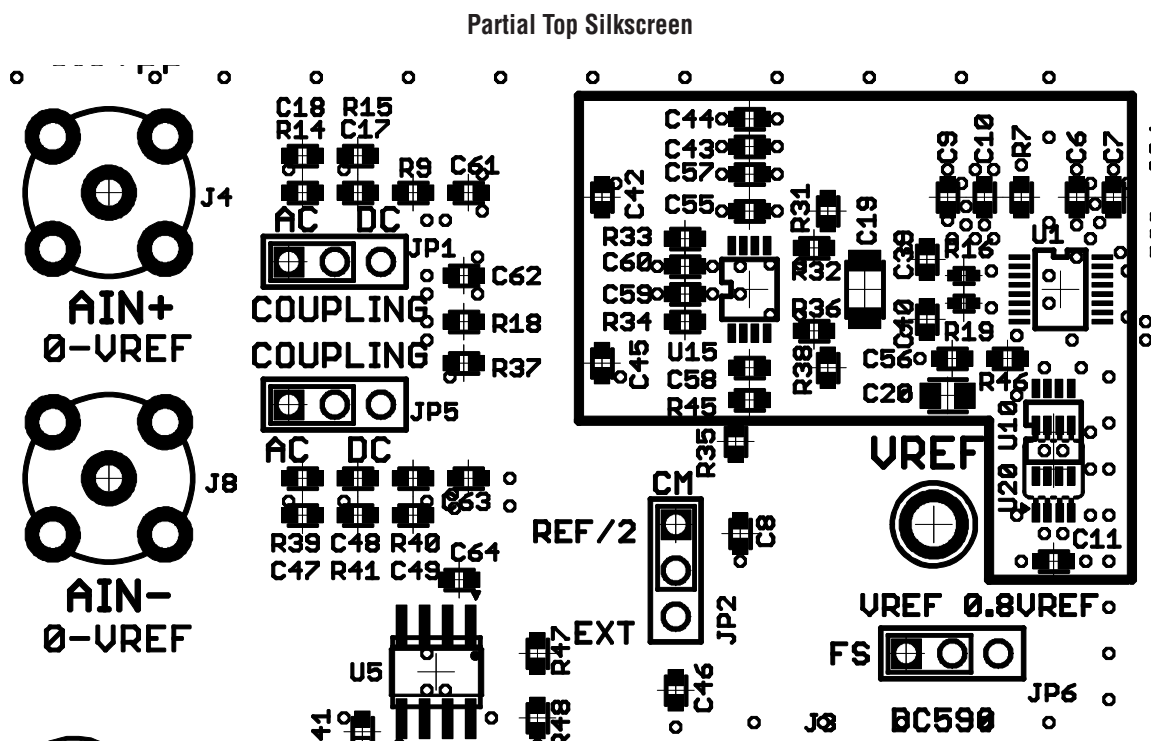 Partial Top Silkscreen
C18 R15
R14 C17
R9 C61
J4
AC DC
JP1
C62
AIN+
0-VREF
COUPLING
R18
COUPLING
R37
JP5
AC DC
J8
C63
R39 C48 R40
C47 R41 C49
C64
AIN-
0-VREF
U5
R47
R48
41
C44
C43
C57
C55
C42
R33
C60
C59
R34
C45
U15
C58
R45
R35
R31
R32
C19
R36
R38
C9
C10
R7
C6
C7
U1
C39
R16
C40
R19
C56
R46
C20
U10
U20
C11
VREF
CM
REF/2
C8
EXT
JP2
C46
VREF 0.8VREF
FS
JP6
J3
DC590